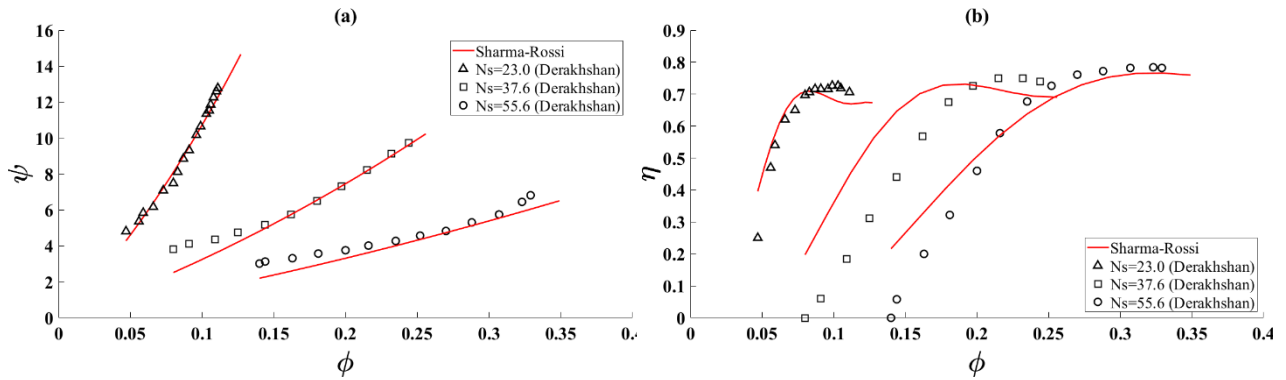 (a)
ψ
16
14
12
10
8
6
4
2
0
0 0.05 0.1 0.15 0.2 0.25 0.3 0.35 0.4
ϕ
Sharma-Rossi
Ns=23.0 (Derakhshan)
Ns=37.6 (Derakhshan)
Ns=55.6 (Derakhshan)
(b)
η
0.9
0.8
0.7
0.6
0.5
0.4
0.3
0.2
0.1
0
0 0.05 0.1 0.15 0.2 0.25 0.3 0.35 0.4
ϕ
Sharma-Rossi
Ns=23.0 (Derakhshan)
Ns=37.6 (Derakhshan)
Ns=55.6 (Derakhshan)